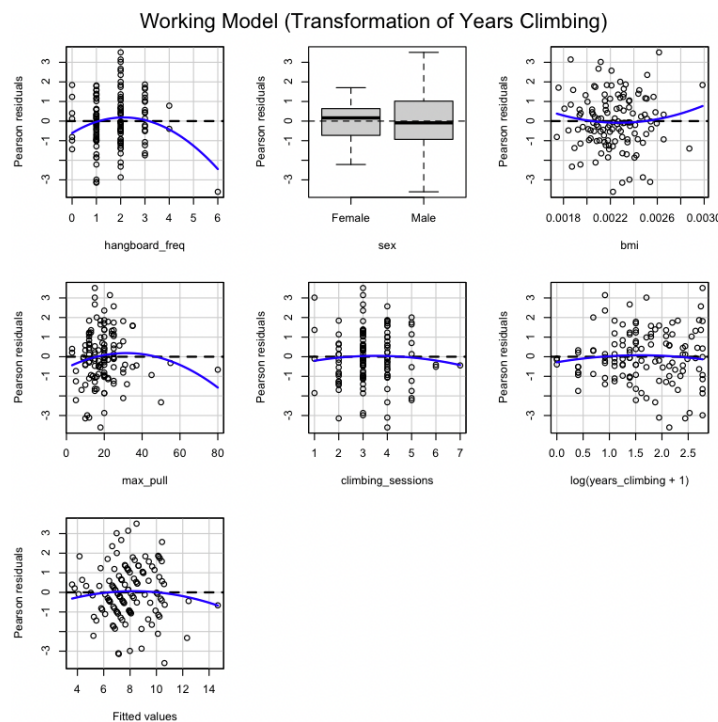 Working Model (Transformation of Years Climbing)
Pearson residuals
3
2
1
0
-1
-3
0 1 2 3 4 5 6
hangboard_freq
Pearson residuals
3
2
1
0
-1
-3
Female Male
sex
Pearson residuals
3
2
1
0
-1
-3
0.0018 0.0022 0.0026 0.0030
bmi
Pearson residuals
3
2
1
0
-1
-3
0 20 40 60 80
max_pull
Pearson residuals
3
2
1
0
-1
-3
1 2 3 4 5 6 7
climbing_sessions
Pearson residuals
3
2
1
0
-1
-3
0.0 0.5 1.0 1.5 2.0 2.5
log(years_climbing + 1)
Pearson residuals
3
2
1
0
-1
-3
4 6 8 10 12 14
Fitted values